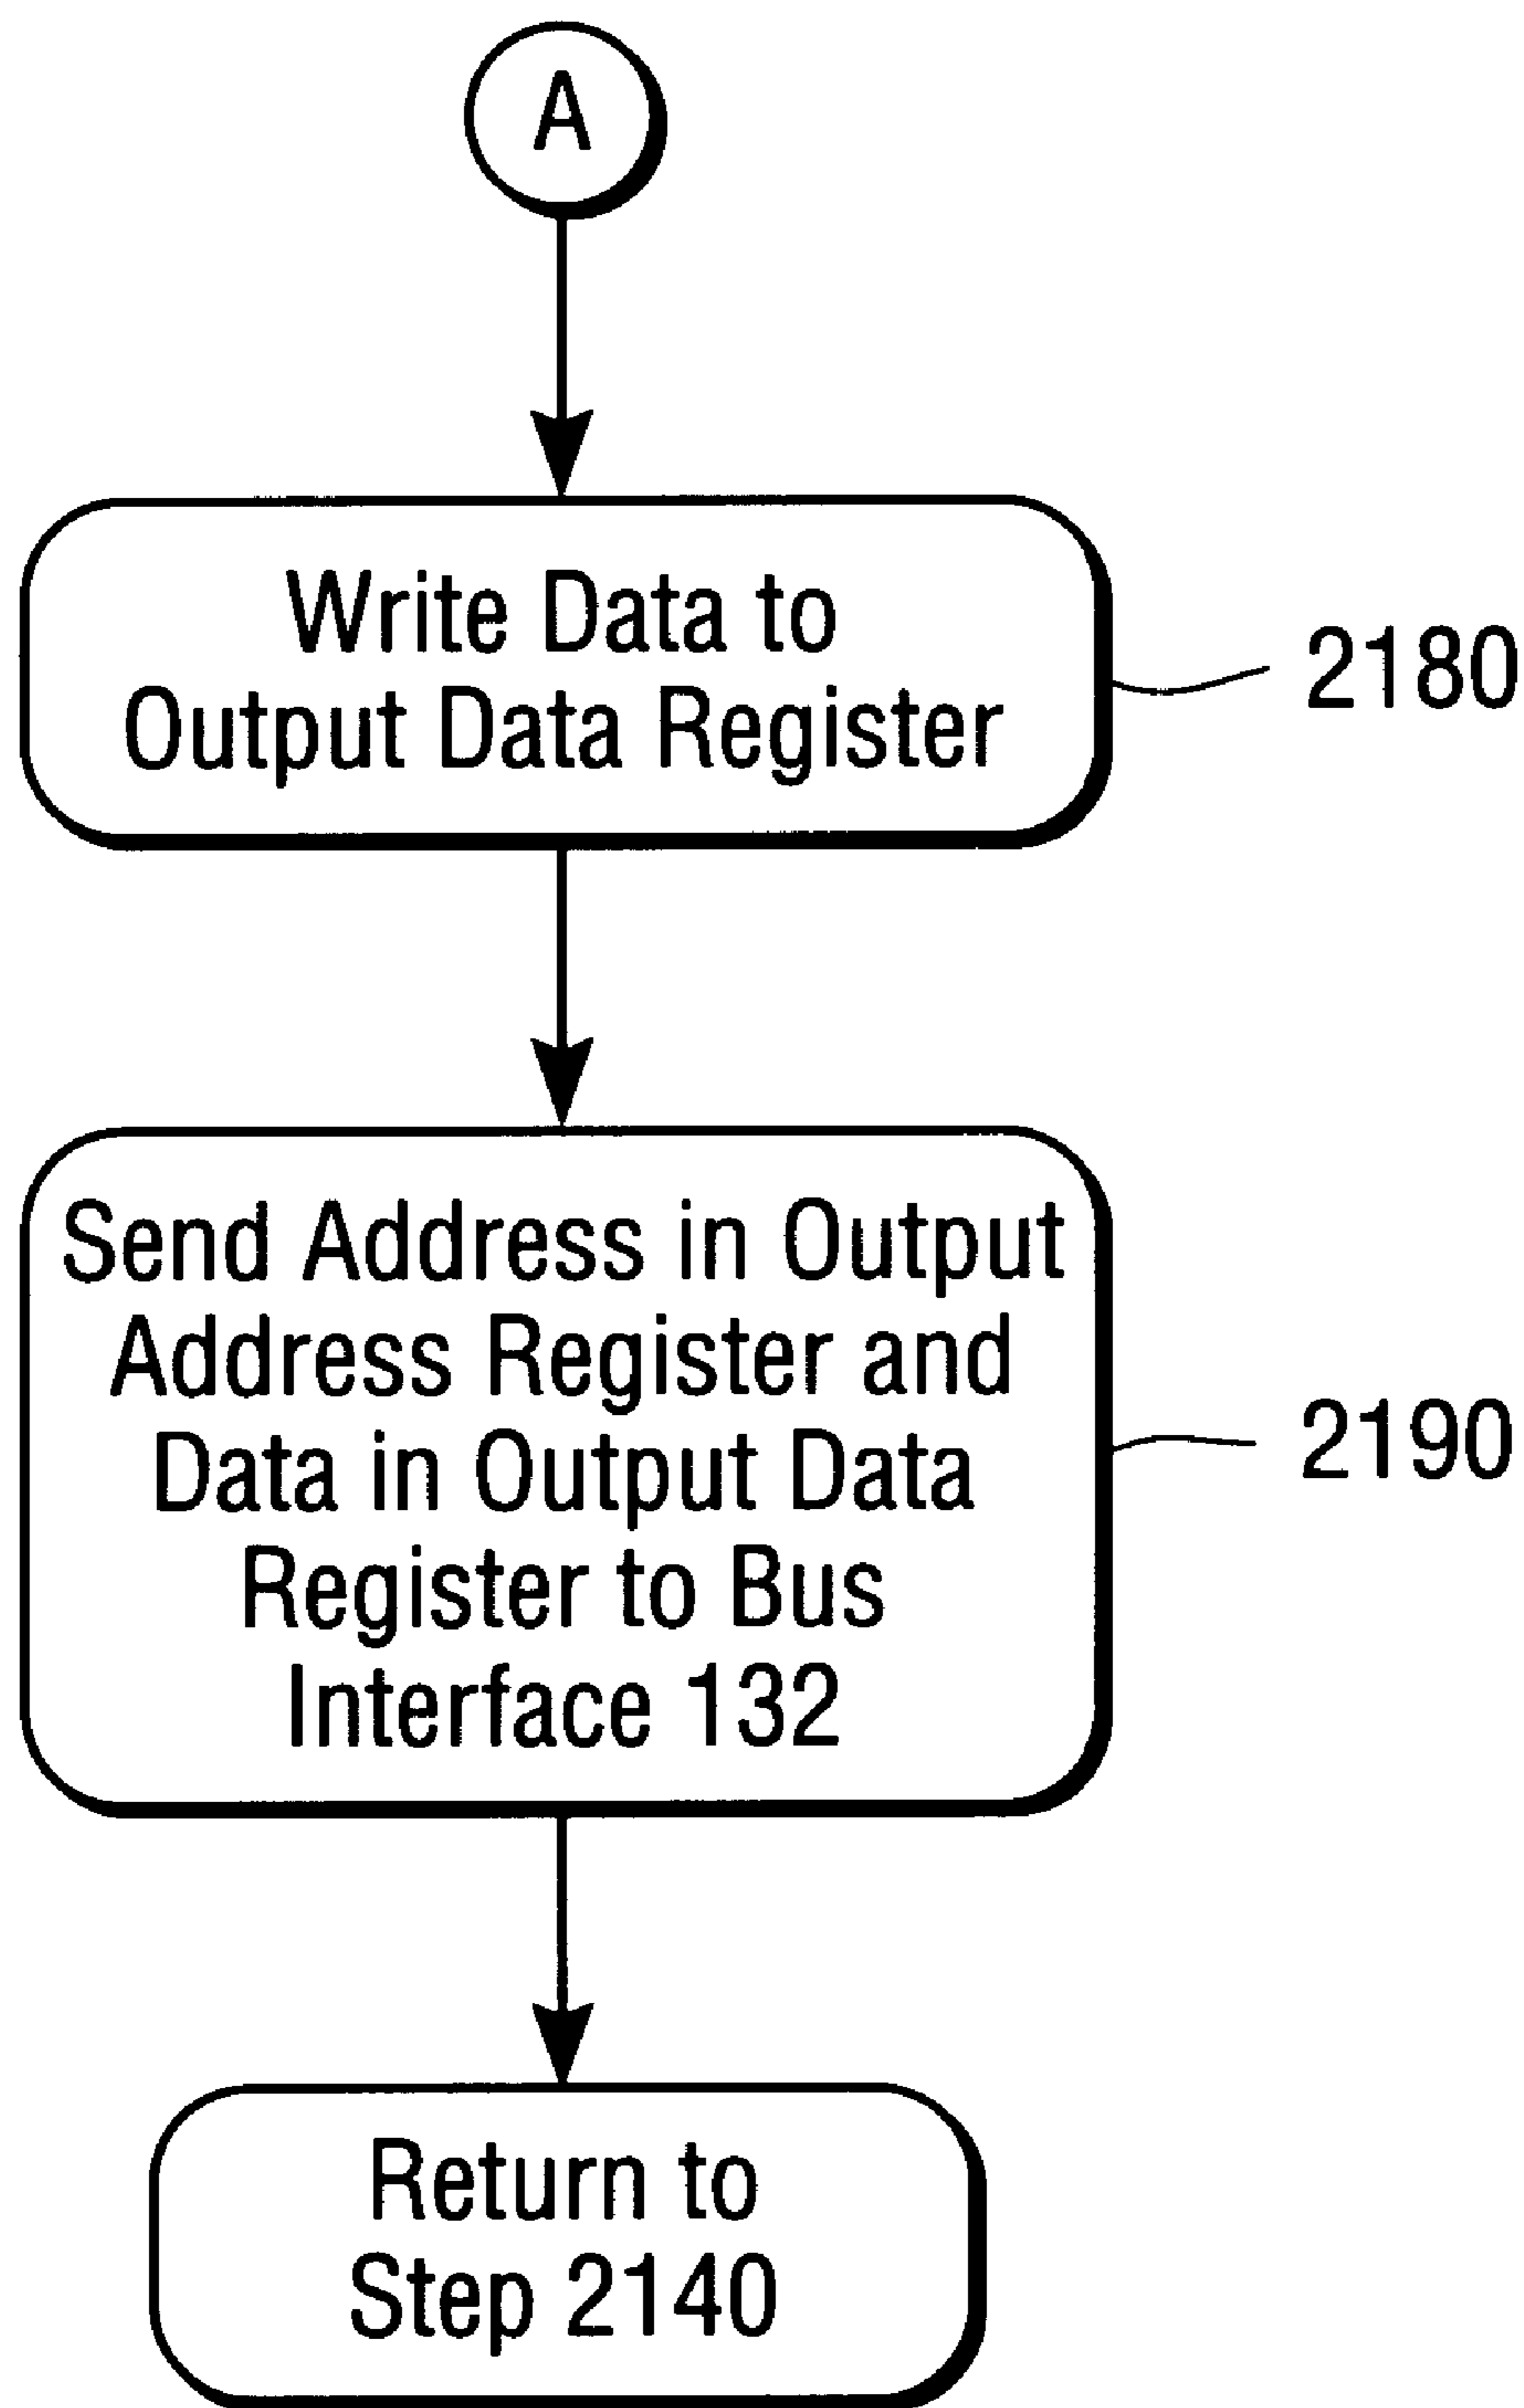 A
Write Data to
Output Data Register
2180
Send Address in Output
Address Register and
Data in Output Data
Register to Bus
Interface 132
2190
Return to
Step 2140